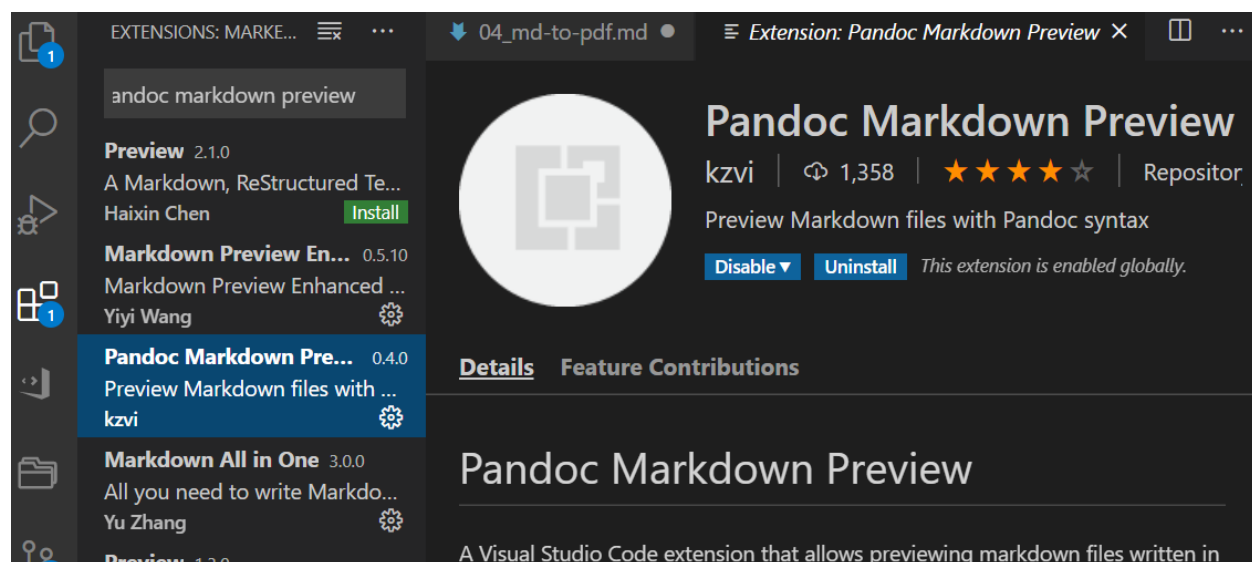 EXTENSIONS: MARKE...
andoc markdown preview
Preview 2.1.0
A Markdown, ReStructured Te...
Haixin Chen Install
Markdown Preview En... 0.5.10
Markdown Preview Enhanced ...
Yiyi Wang
Pandoc Markdown Pre... 0.4.0
Preview Markdown files with ...
kzvi
Markdown All in One 3.0.0
All you need to write Markdo...
Yu Zhang
Preview 1.3.0
1
1
04_md-to-pdf.md
Extension: Pandoc Markdown Preview
Pandoc Markdown Preview
kzvi 1,358 Repositor
Preview Markdown files with Pandoc syntax
Disable Uninstall This extension is enabled globally.
Details Feature Contributions
Pandoc Markdown Preview
A Visual Studio Code extension that allows previewing markdown files written in